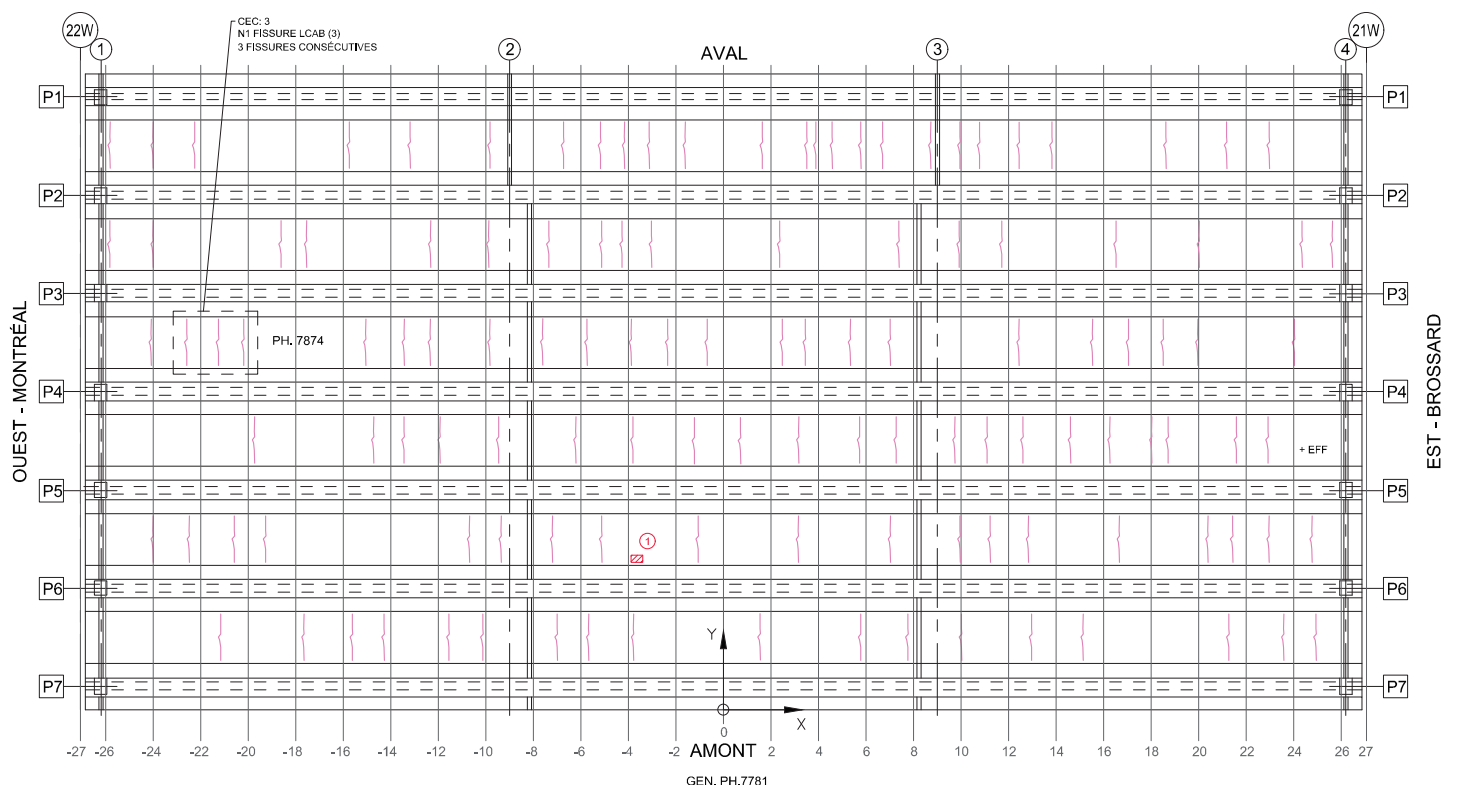 CEC: 3
N1 FISSURE LCAB (3)
3 FISSURES CONSÉCUTIVES
22W
21W
1
2
3
4
AVAL
P1
P1
P2
P2
P3
P3
PH. 7874
P4
P4
+ EFF
P5
P5
1
P6
P6
P7
P7
OUEST - MONTRÉAL
EST - BROSSARD
Y
X
0
-27 -26 -24 -22 -20 -18 -16 -14 -12 -10 -8 -6 -4 -2 2 4 6 8 10 12 14 16 18 20 22 24 26 27
AMONT
GEN. PH.7781